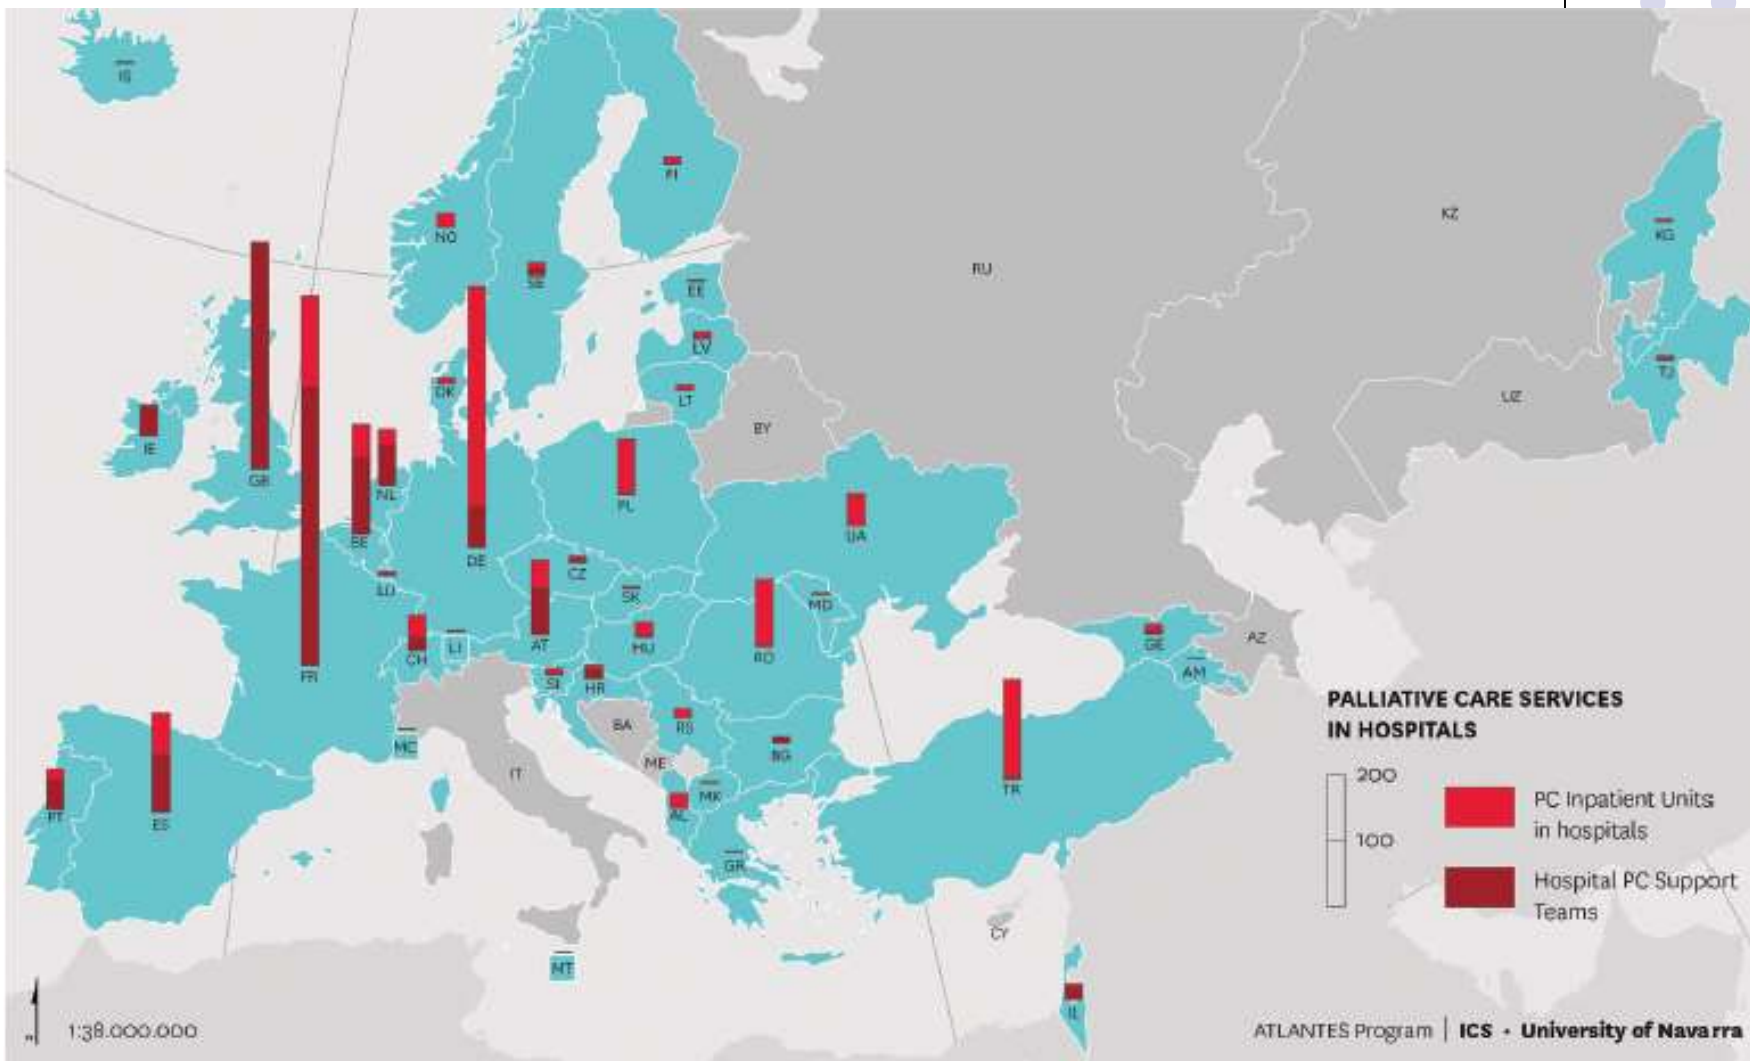 IS
FI
NO
KZ
KG
RU
SE
EE
LV
TJ
DK
LT
UZ
BY
IE
GB
NL
PL
BE
UA
DE
CZ
LU
SK
MD
AT
LI
HU
CH
RO
AZ
GE
FR
AM
SI
HR
PALLIATIVE CARE SERVICES
IN HOSPITALS
BA
RS
MC
BG
ME
IT
200
TR
MK
PC Inpatient Units
in hospitals
PT
AL
ES
100
GR
Hospital PC Support
Teams
CY
MT
IL
1:38.000.000
ATLANTES Program | ICS • University of Navarra